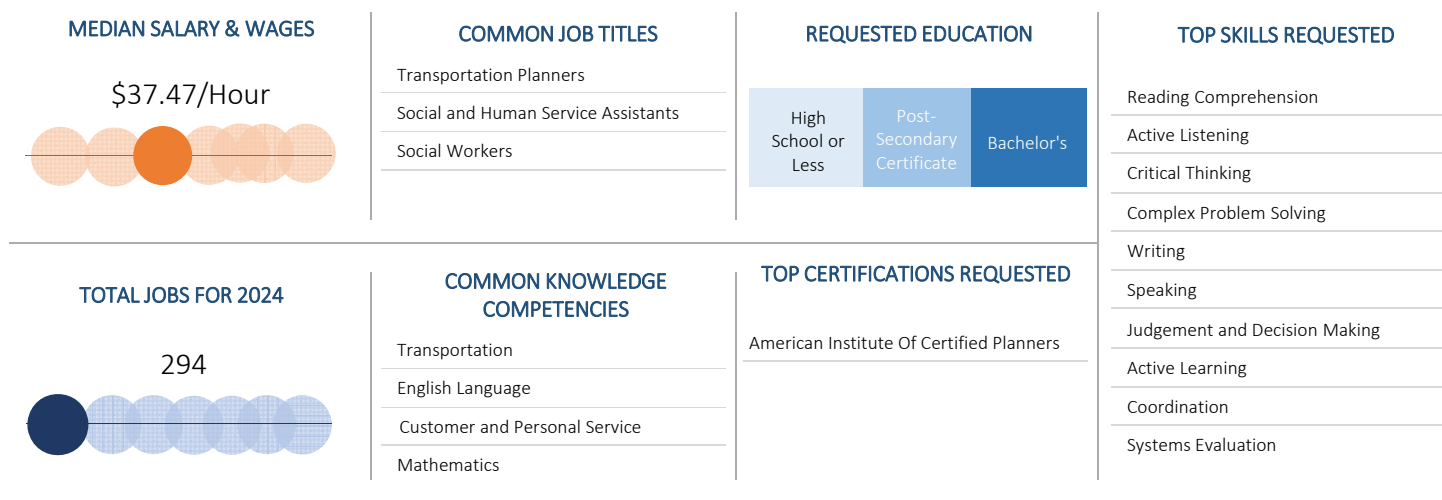 MEDIAN SALARY & WAGES
$37.47/Hour
COMMON JOB TITLES
Transportation Planners
Social and Human Service Assistants
Social Workers
REQUESTED EDUCATION
High
School or
Less
Post-
Secondary
Certificate
Bachelor's
TOP SKILLS REQUESTED
Reading Comprehension
Active Listening
Critical Thinking
Complex Problem Solving
Writing
Speaking
Judgement and Decision Making
Active Learning
Coordination
Systems Evaluation
TOTAL JOBS FOR 2024
294
COMMON KNOWLEDGE
COMPETENCIES
Transportation
English Language
Customer and Personal Service
Mathematics
TOP CERTIFICATIONS REQUESTED
American Institute Of Certified Planners